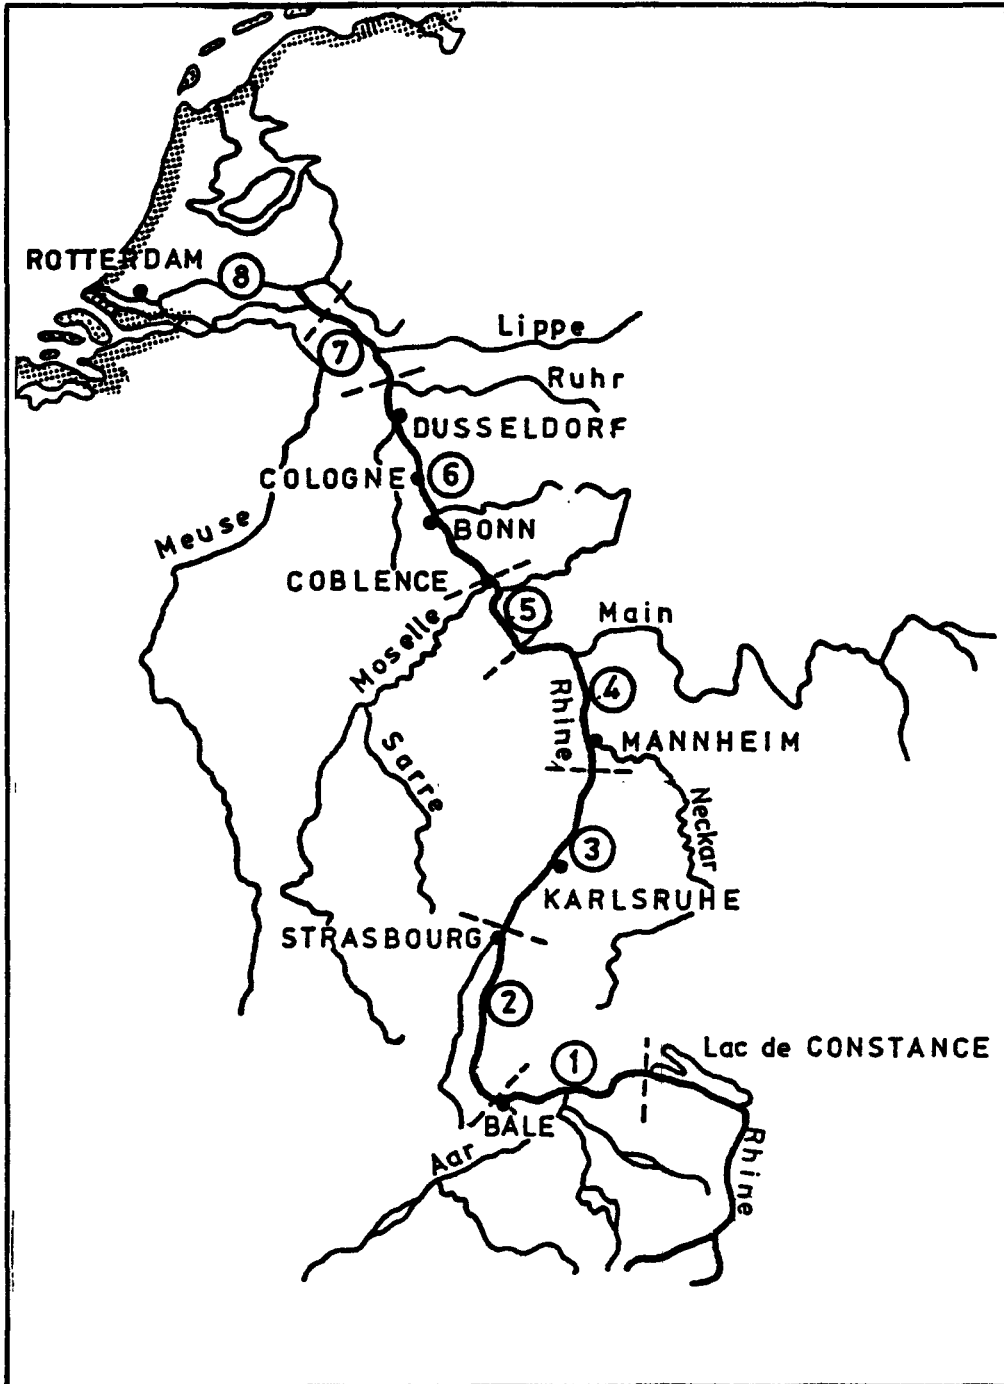 ROTTERDAM
8
Lippe
7
Ruhr
DUSSELDORF
COLOGNE
6
Meuse
BONN
COBLENCE
5
Main
Moselle
Rhine
4
MANNHEIM
Sarre
Neckar
3
KARLSRUHE
STRASBOURG
2
1
Lac de CONSTANCE
BALE
Aar
Rhine